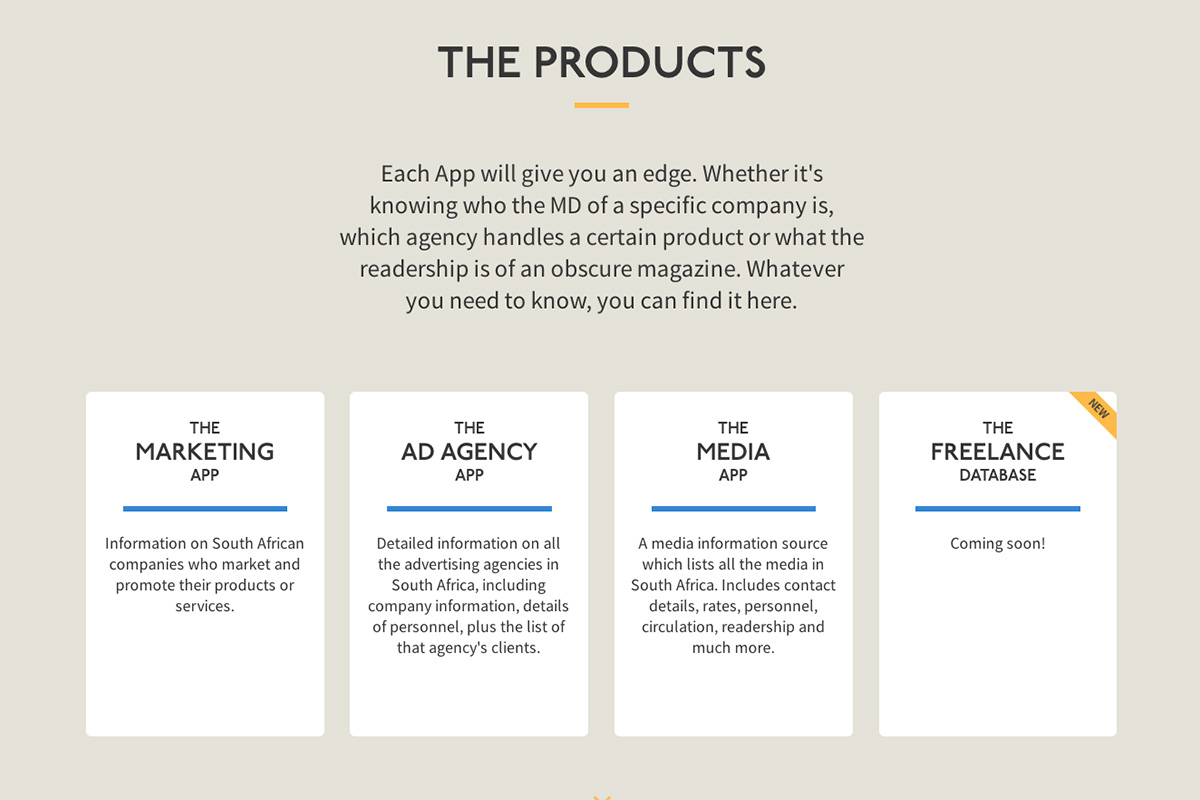 THE PRODUCTS
Each App will give you an edge. Whether it's
knowing who the MD of a specific company is,
which agency handles a certain product or what the
readership is of an obscure magazine. Whatever
you need to know, you can find it here.
THE
MARKETING
APP
Information on South African
companies who market and
promote their products or
services.
THE
AD AGENCY
APP
Detailed information on all
the advertising agencies in
South Africa, including
company information, details
of personnel, plus the list of
that agency's clients.
THE
MEDIA
APP
A media information source
which lists all the media in
South Africa. Includes contact
details, rates, personnel,
circulation, readership and
much more.
NEW
THE
FREELANCE
DATABASE
Coming soon!